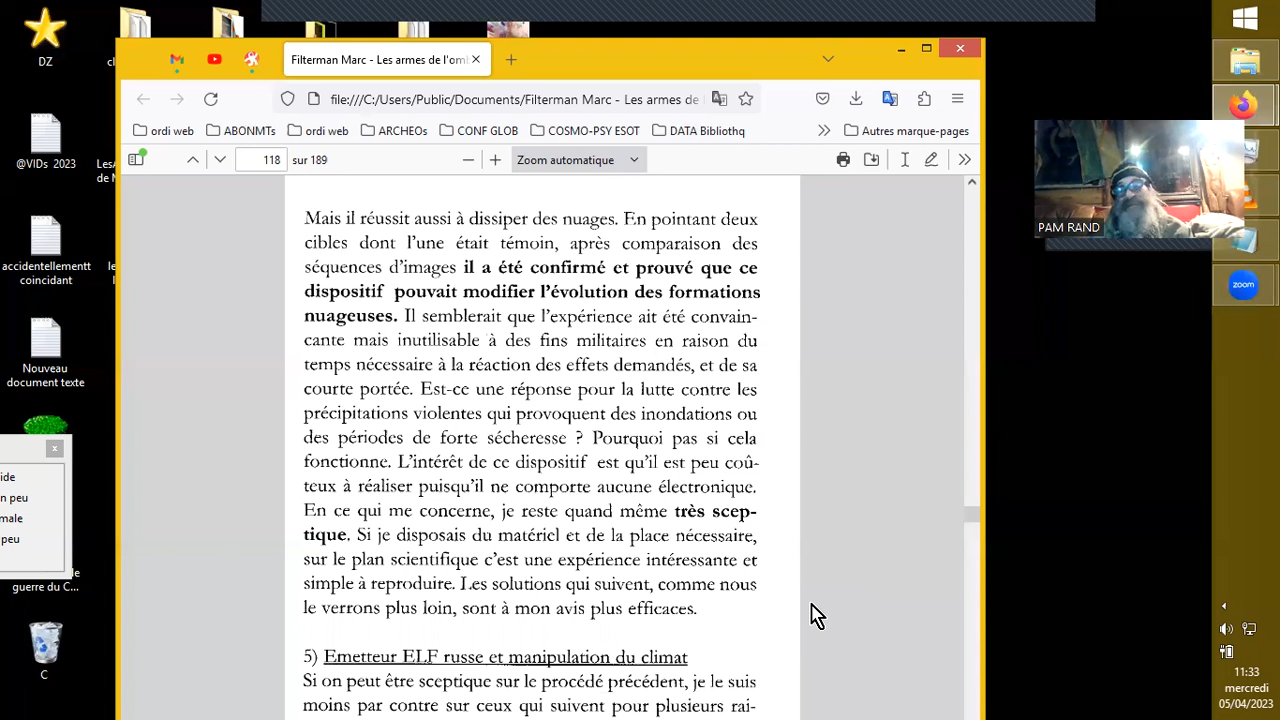 DZ
@VIDs 2023
accidentellementt
coincidant
Nouveau
document texte
guerre du C...
C
Filterman Marc - Les armes de l'om
file:///C:/Users/Public/Documents/Filterman Marc - Les armes de
ordi web
ABONMTs
ordi web
ARCHEOs
CONF GLOB
COSMO-PSY ESOT
DATA Bibliothq
Autres marque-pages
118 sur 189
Zoom automatique
Mais il réussit aussi à dissiper des nuages. En pointant deux
cibles dont l'une était témoin, après comparaison des
séquences d'images il a été confirmé et prouvé que ce
dispositif pouvait modifier l'évolution des formations
nuageuses. Il semblerait que l'expérience ait été convain-
cante mais inutilisable à des fins militaires en raison du
temps nécessaire à la réaction des effets demandés, et de sa
courte portée. Est-ce une réponse pour la lutte contre les
précipitations violentes qui provoquent des inondations ou
des périodes de forte sécheresse ? Pourquoi pas si cela
fonctionne. L'intérêt de ce dispositif est qu'il est peu coû-
teux à réaliser puisqu'il ne comporte aucune électronique.
En ce qui me concerne, je reste quand même très scep-
tique. Si je disposais du matériel et de la place nécessaire,
sur le plan scientifique c'est une expérience intéressante et
simple à reproduire. Les solutions qui suivent, comme nous
le verrons plus loin, sont à mon avis plus efficaces.
5) Emetteur ELF russe et manipulation du climat
Si on peut être sceptique sur le procédé précédent, je le suis
moins par contre sur ceux qui suivent pour plusieurs rai-
PAM RAND
zoom
11:33
mercredi
05/04/2023